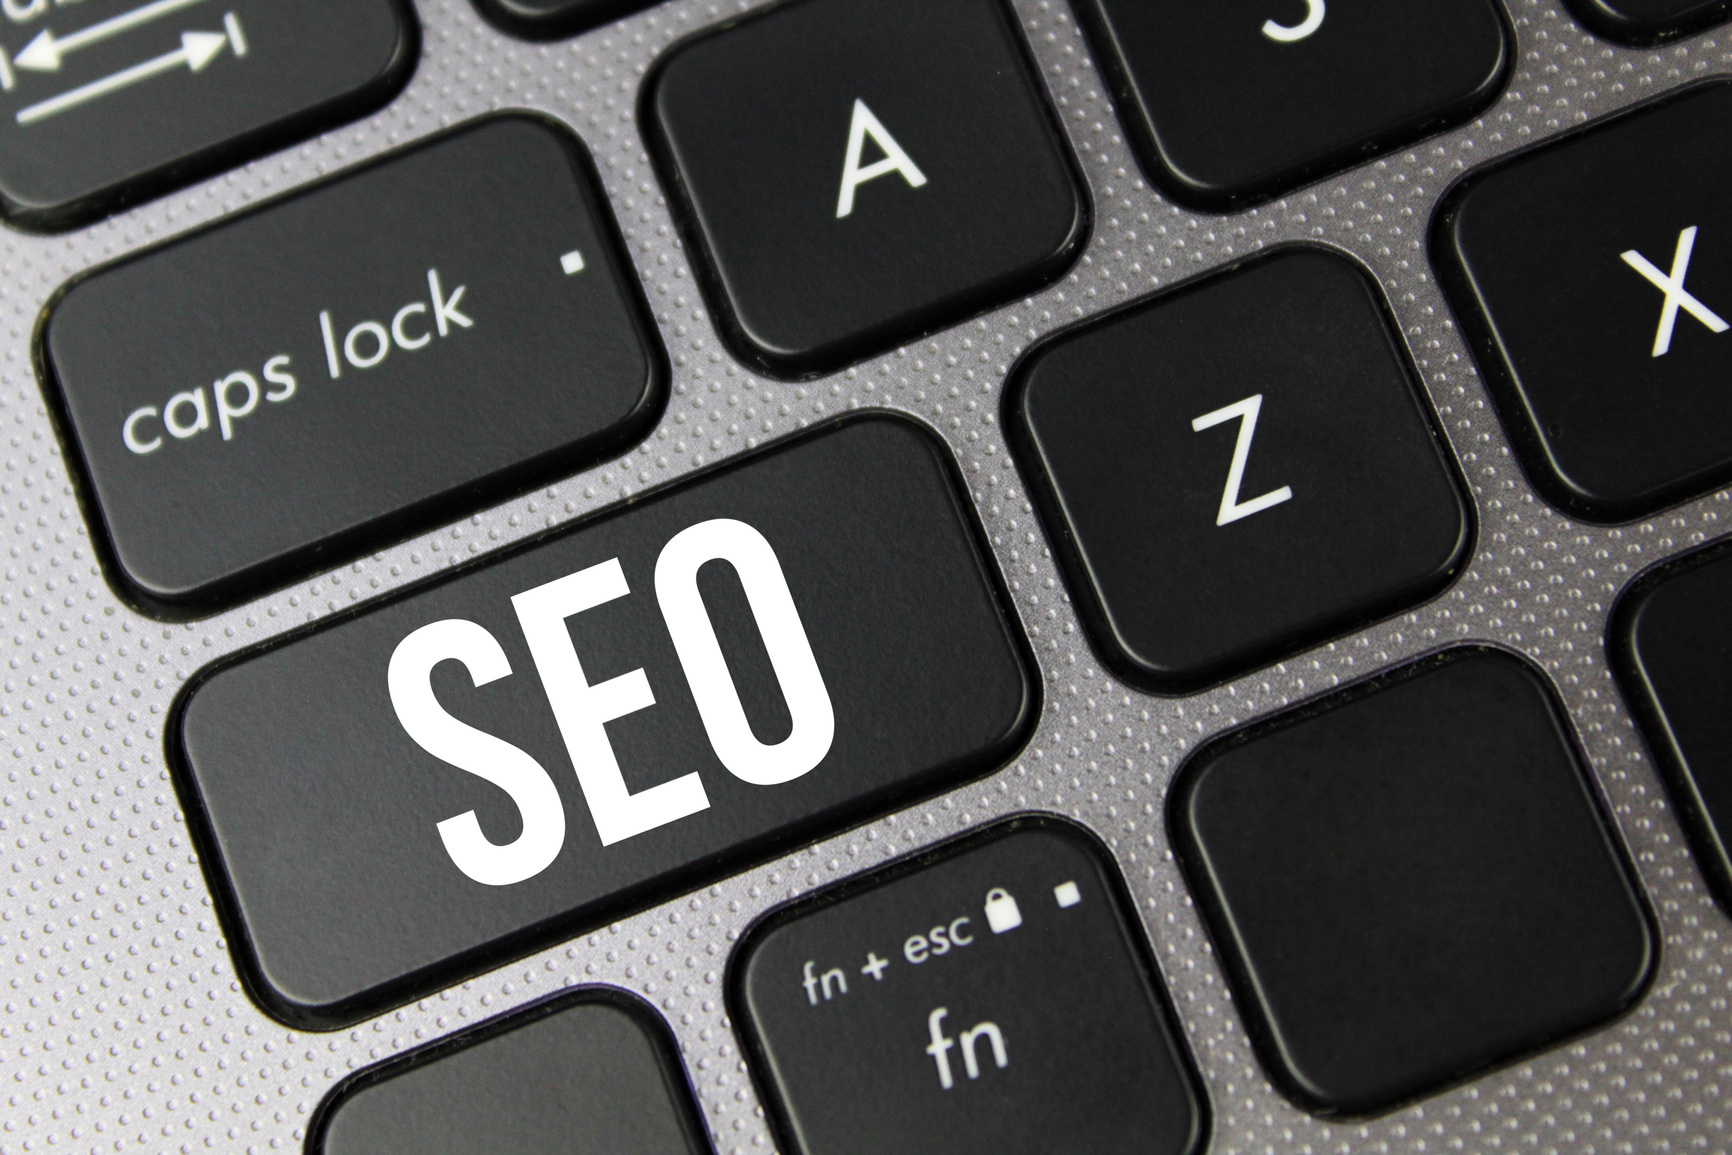 A
caps lock
X
Z
SEO
fn + esc
fn